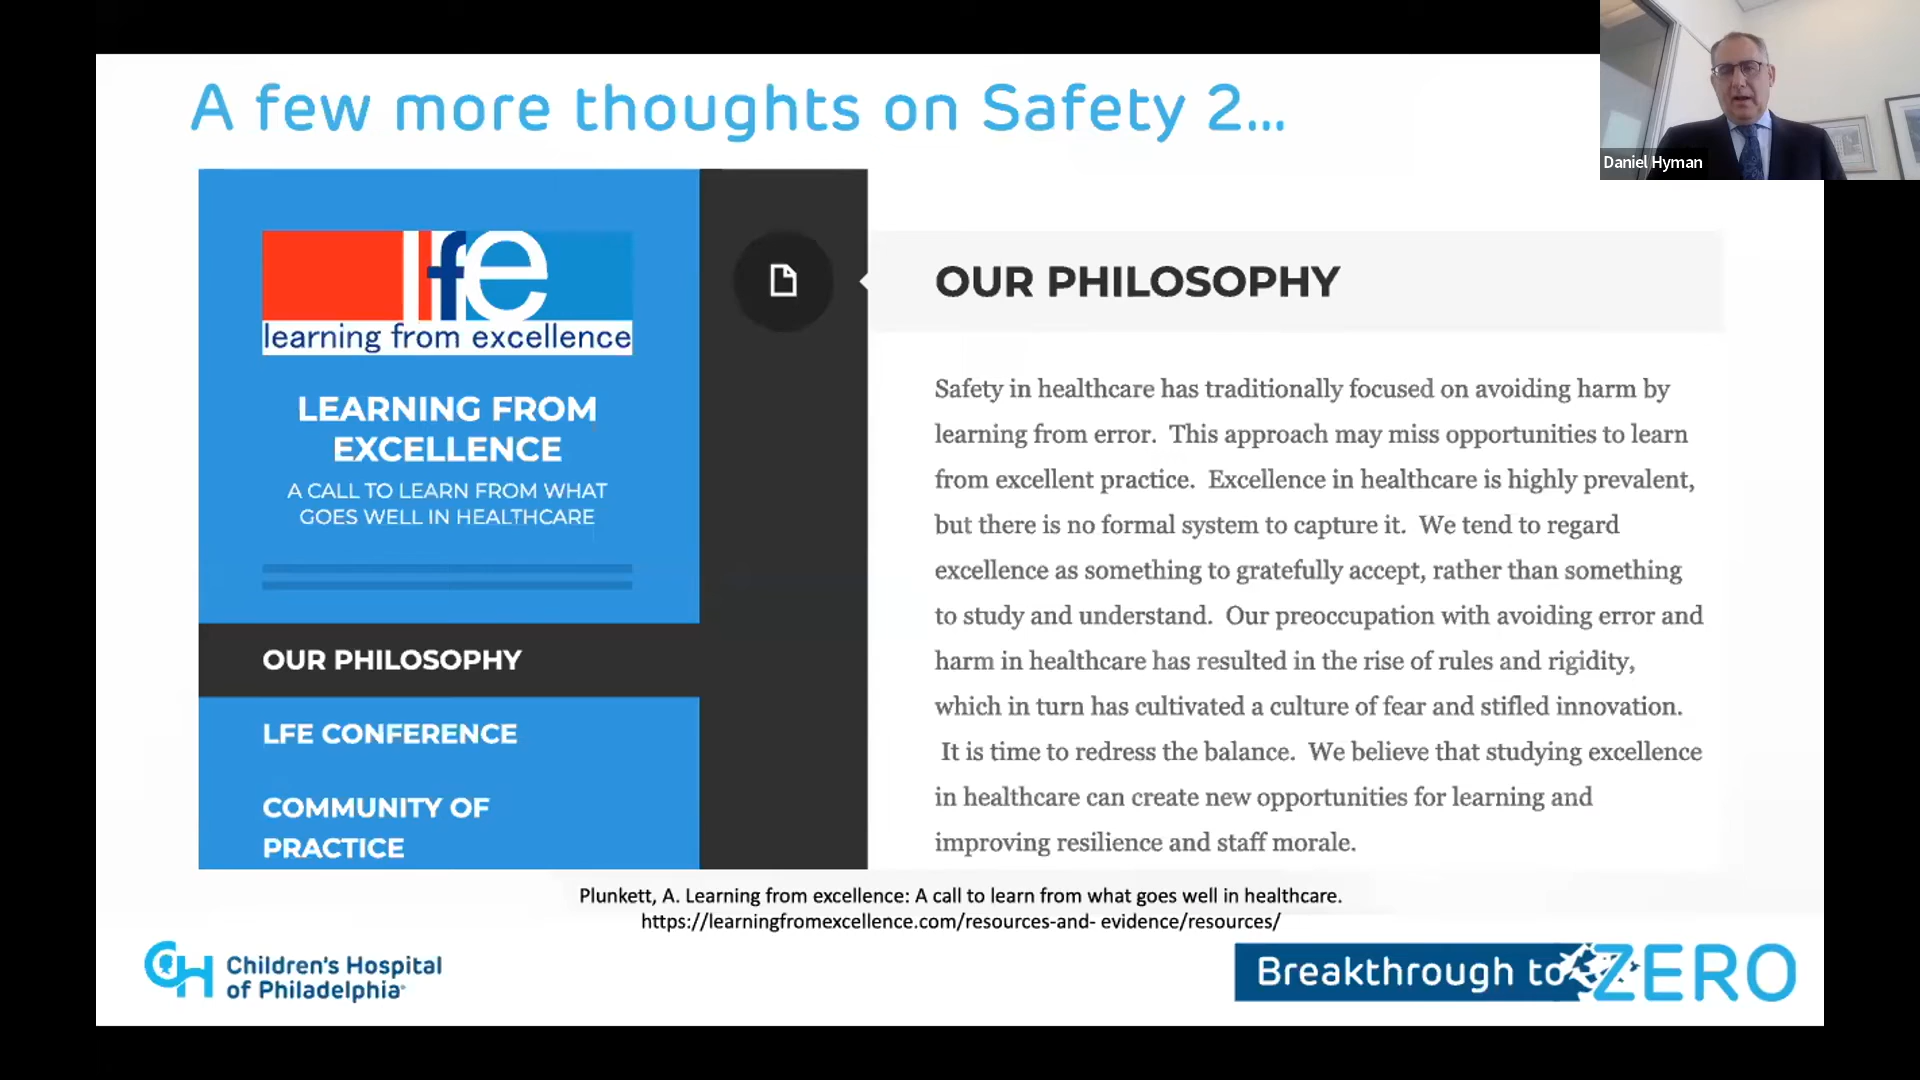 A few more thoughts on Safety 2...
Daniel Hyman
lfe
learning from excellence
LEARNING FROM
EXCELLENCE
A CALL TO LEARN FROM WHAT
GOES WELL IN HEALTHCARE
OUR PHILOSOPHY
LFE CONFERENCE
COMMUNITY OF
PRACTICE
OUR PHILOSOPHY
Safety in healthcare has traditionally focused on avoiding harm by
learning from error. This approach may miss opportunities to learn
from excellent practice. Excellence in healthcare is highly prevalent,
but there is no formal system to capture it. We tend to regard
excellence as something to gratefully accept, rather than something
to study and understand. Our preoccupation with avoiding error and
harm in healthcare has resulted in the rise of rules and rigidity,
which in turn has cultivated a culture of fear and stifled innovation.
It is time to redress the balance. We believe that studying excellence
in healthcare can create new opportunities for learning and
improving resilience and staff morale.
Plunkett, A. Learning from excellence: A call to learn from what goes well in healthcare.
https://learningfromexcellence.com/resources-and- evidence/resources/
CH Children's Hospital
of Philadelphia
Breakthrough to ZERO